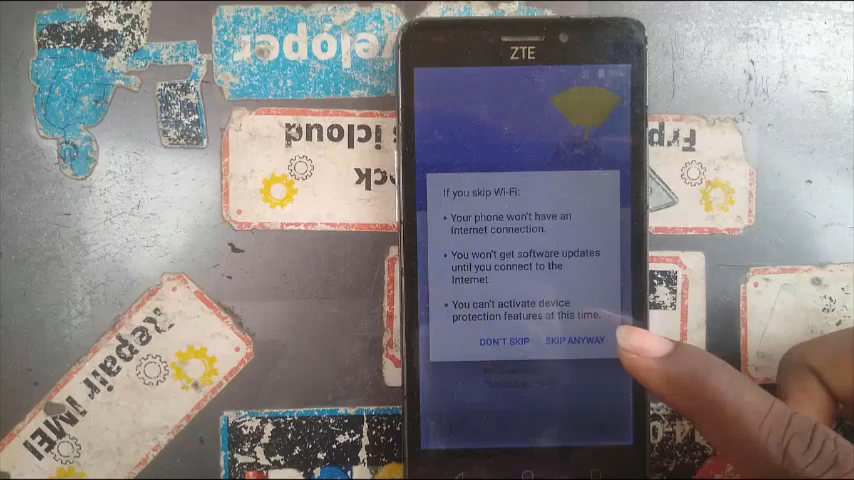 veloper
ZTE
icloud
ck
Frp
If you skip Wi-Fi:
• Your phone won't have an
Internet connection.
• You won't get software updates
until you connect to the
Internet.
• You can't activate device
protection features at this time.
DON'T SKIP SKIP ANYWAY
Repair iMEI